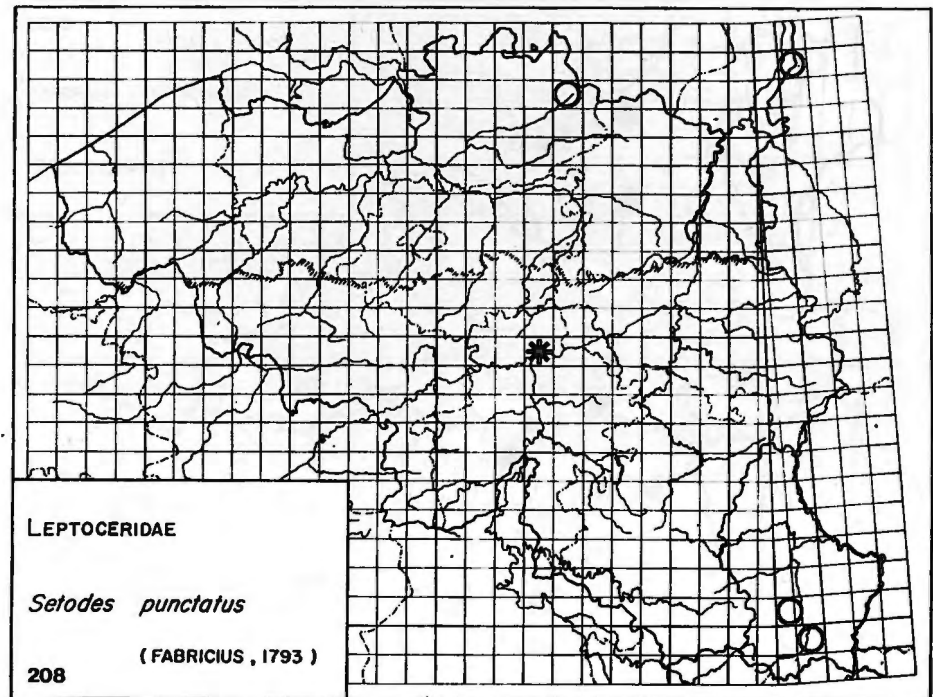 LEPTOCERIDAE
Setodes punctatus
(FABRICIUS, 1793)
208